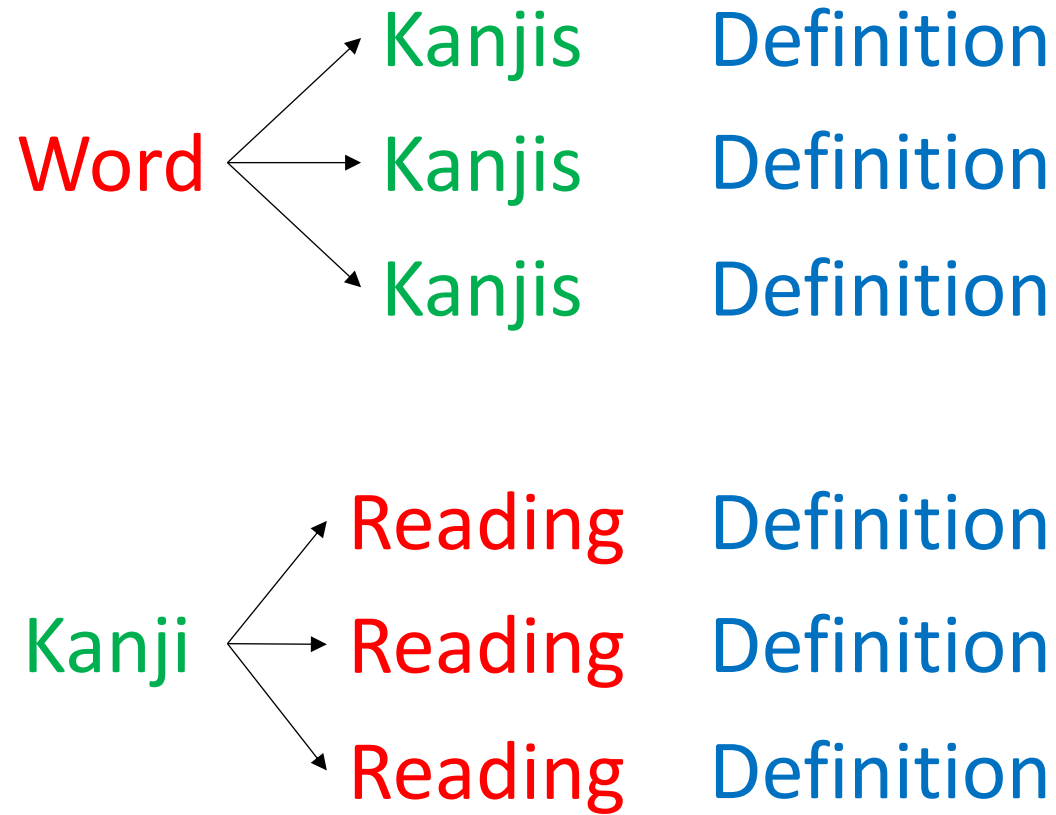 Kanjis Definition
Word Kanjis Definition
Kanjis Definition
Reading Definition
Kanji Reading Definition
Reading Definition